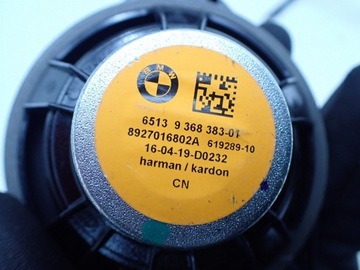 BMW
6513 9 368 383-01
8927016802A 619289-10
16-04-19-D0232
harman / kardon
CN